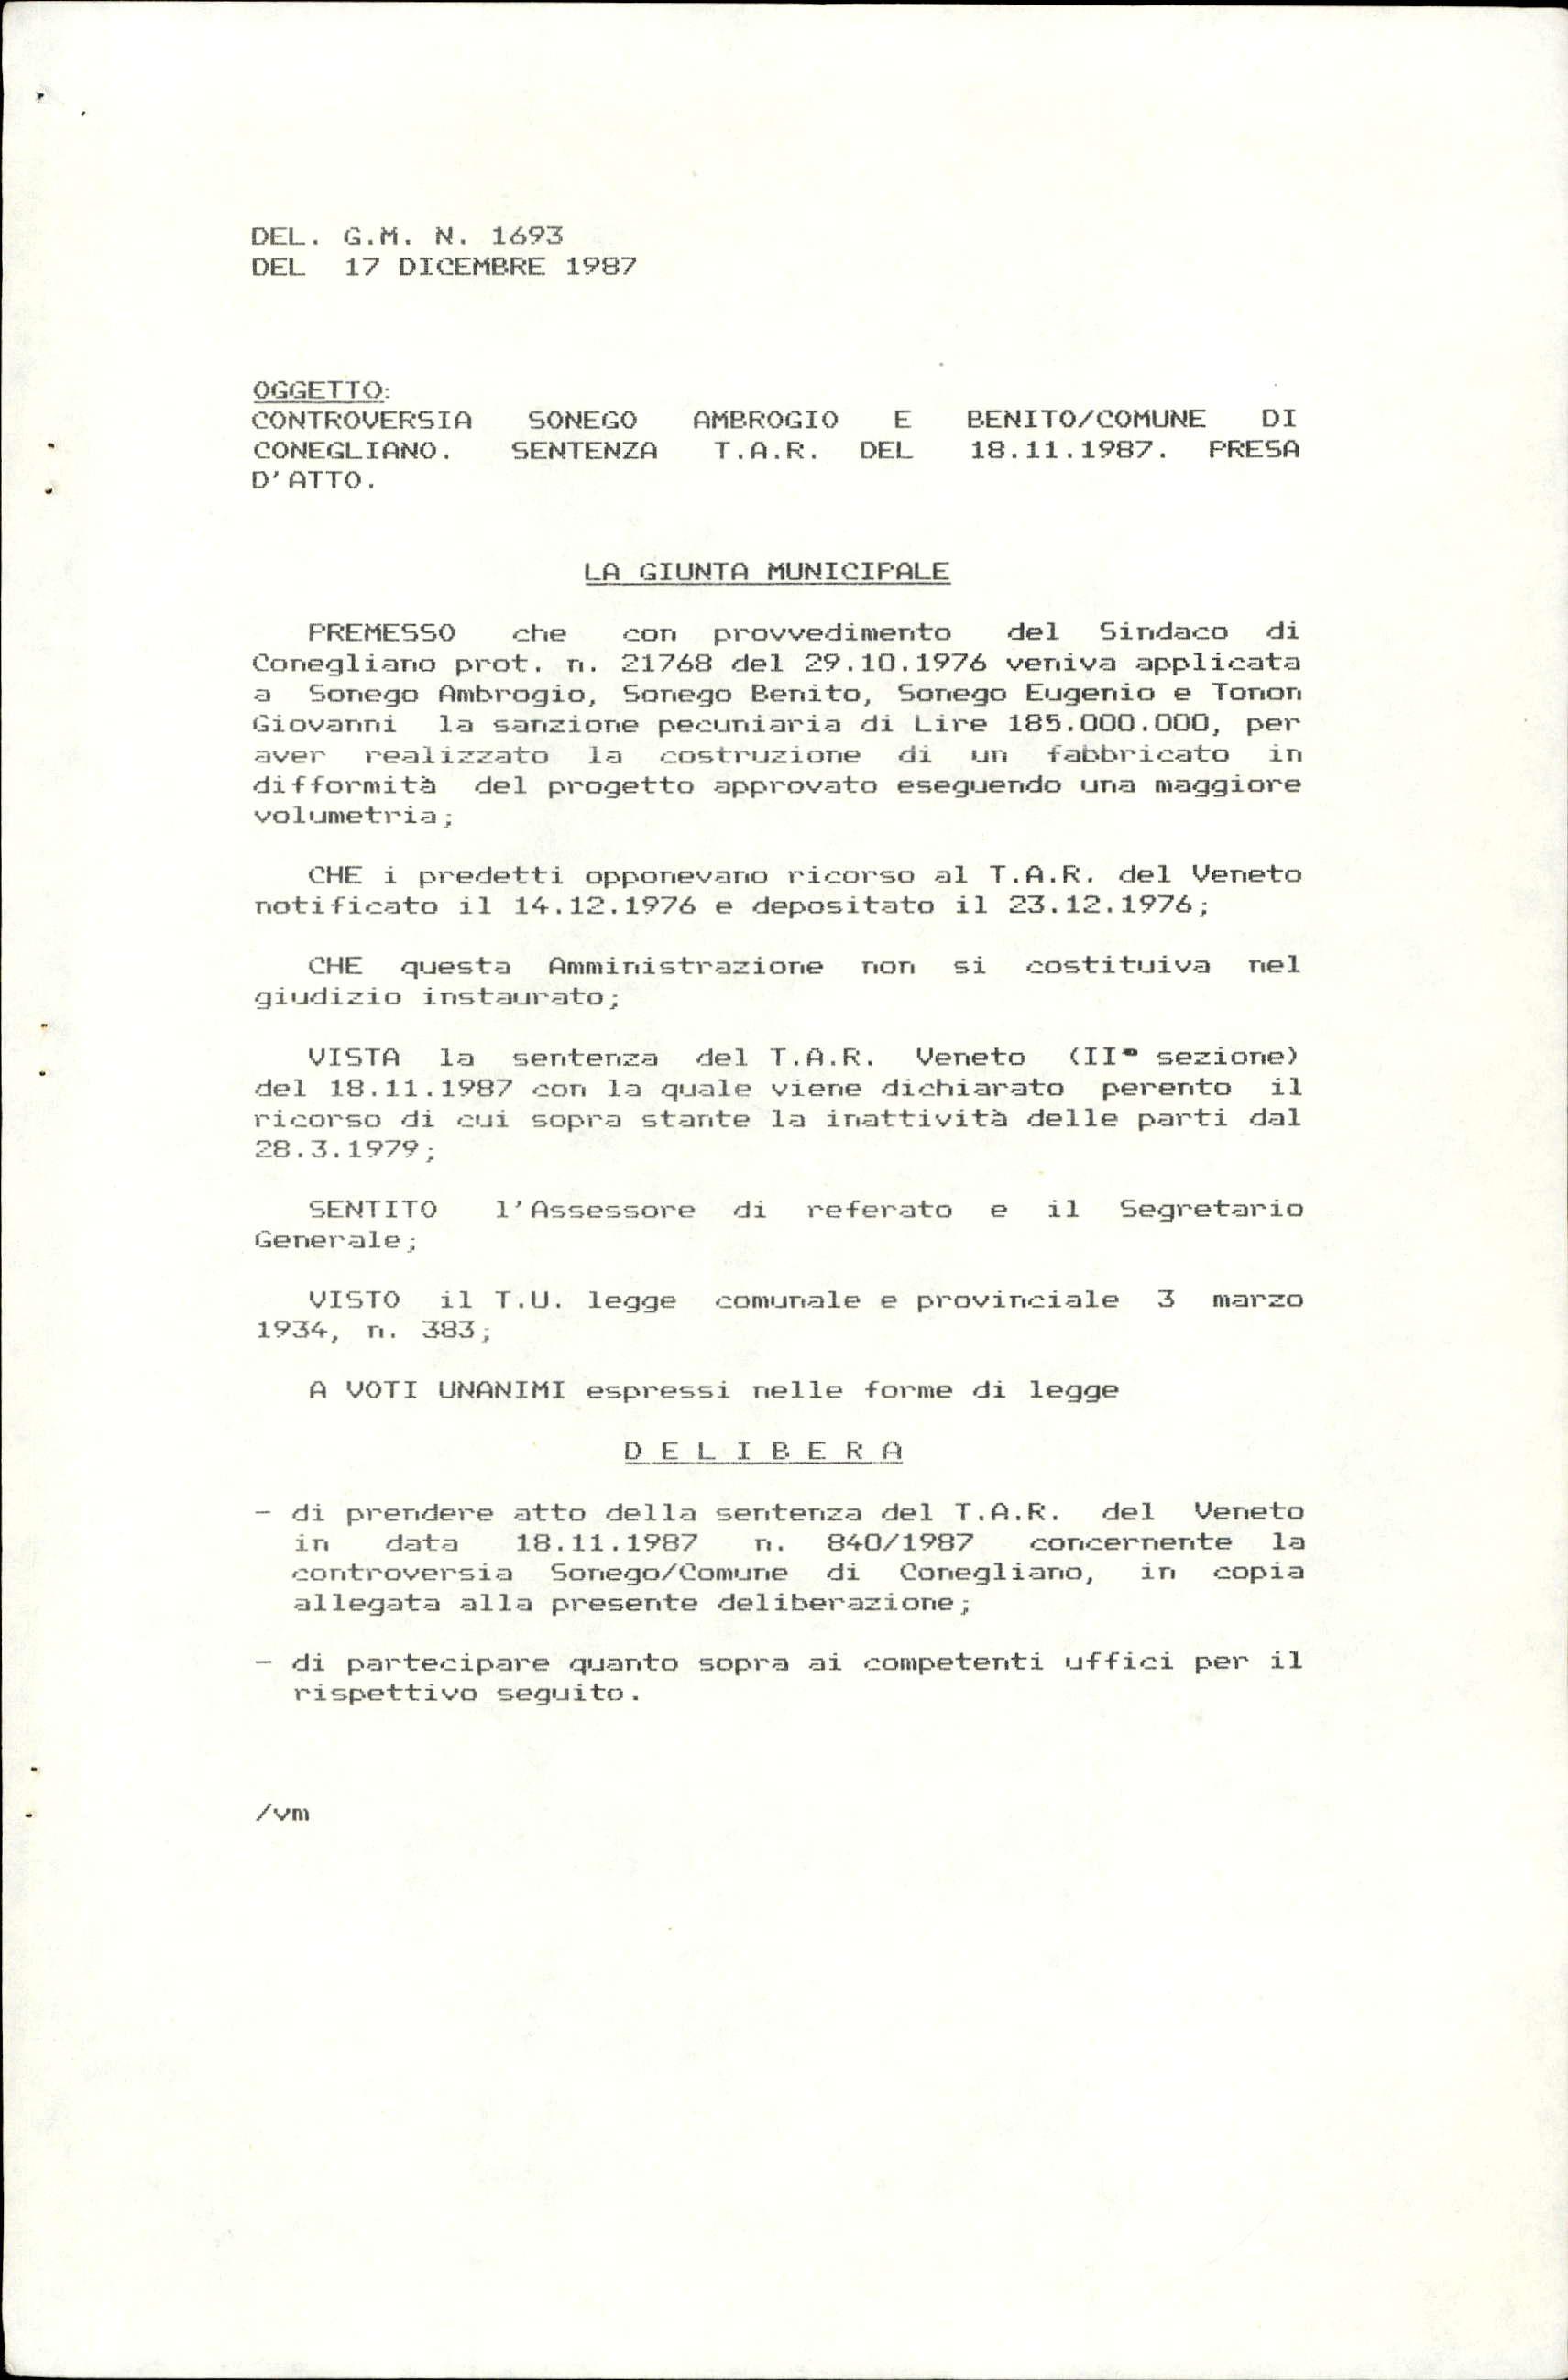 DEL. G.M. N. 1693
DEL 17 DICEMBRE 1987
OGGETTO:
CONTROVERSIA SONEGO AMBROGIO E BENITO/COMUNE DI
CONEGLIANO. SENTENZA T.A.R. DEL 18.11.1987. PRESA
D'ATTO.
LA GIUNTA MUNICIPALE
PREMESSO che con provvedimento del Sindaco di
Conegliano prot. n. 21768 del 29.10.1976 veniva applicata
a Sonego Ambrogio, Sonego Benito, Sonego Eugenio e Tonon
Giovanni la sanzione pecuniaria di Lire 185.000.000, per
aver realizzato la costruzione di un fabbricato in
difformità del progetto approvato eseguendo una maggiore
volumetria;
CHE i predetti opponevano ricorso al T.A.R. del Veneto
notificato il 14.12.1976 e depositato il 23.12.1976;
CHE questa Amministrazione non si costituiva nel
giudizio instaurato;
VISTA la sentenza del T.A.R. Veneto (IIª sezione)
del 18.11.1987 con la quale viene dichiarato perento il
ricorso di cui sopra stante la inattività delle parti dal
28.3.1979;
SENTITO l'Assessore di referato e il Segretario
Generale;
VISTO il T.U. legge comunale e provinciale 3 marzo
1934, n. 383;
A VOTI UNANIMI espressi nelle forme di legge
D E L I B E R A
- di prendere atto della sentenza del T.A.R. del Veneto
in data 18.11.1987 n. 840/1987 concernente la
controversia Sonego/Comune di Conegliano, in copia
allegata alla presente deliberazione;
- di partecipare quanto sopra ai competenti uffici per il
rispettivo seguito.
/vm